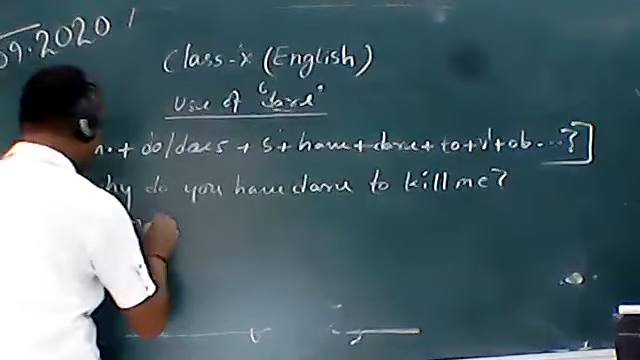 09.2020
Class-X (English)
Use of "dare"
+ do/does + s + have + dare + to + v + ob...?]
why do you have dare to kill me?